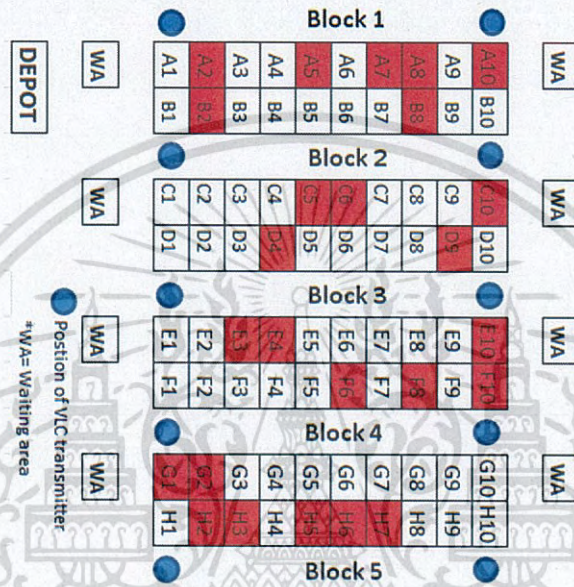 Block 1
DEPOT
WA
WA
A1 A2 A3 A4 A5 A6 A7 A8 A9 A10
B1 B2 B3 B4 B5 B6 B7 B8 B9 B10
Block 2
WA
WA
C1 C2 C3 C4 C5 C6 C7 C8 C9 C10
D1 D2 D3 D4 D5 D6 D7 D8 D9 D10
Block 3
WA
WA
E1 E2 E3 E4 E5 E6 E7 E8 E9 E10
F1 F2 F3 F4 F5 F6 F7 F8 F9 F10
Block 4
WA
WA
G1 G2 G3 G4 G5 G6 G7 G8 G9 G10
H1 H2 H3 H4 H5 H6 H7 H8 H9 H10
Block 5
Postion of VLC transmitter
*WA= Waiting area